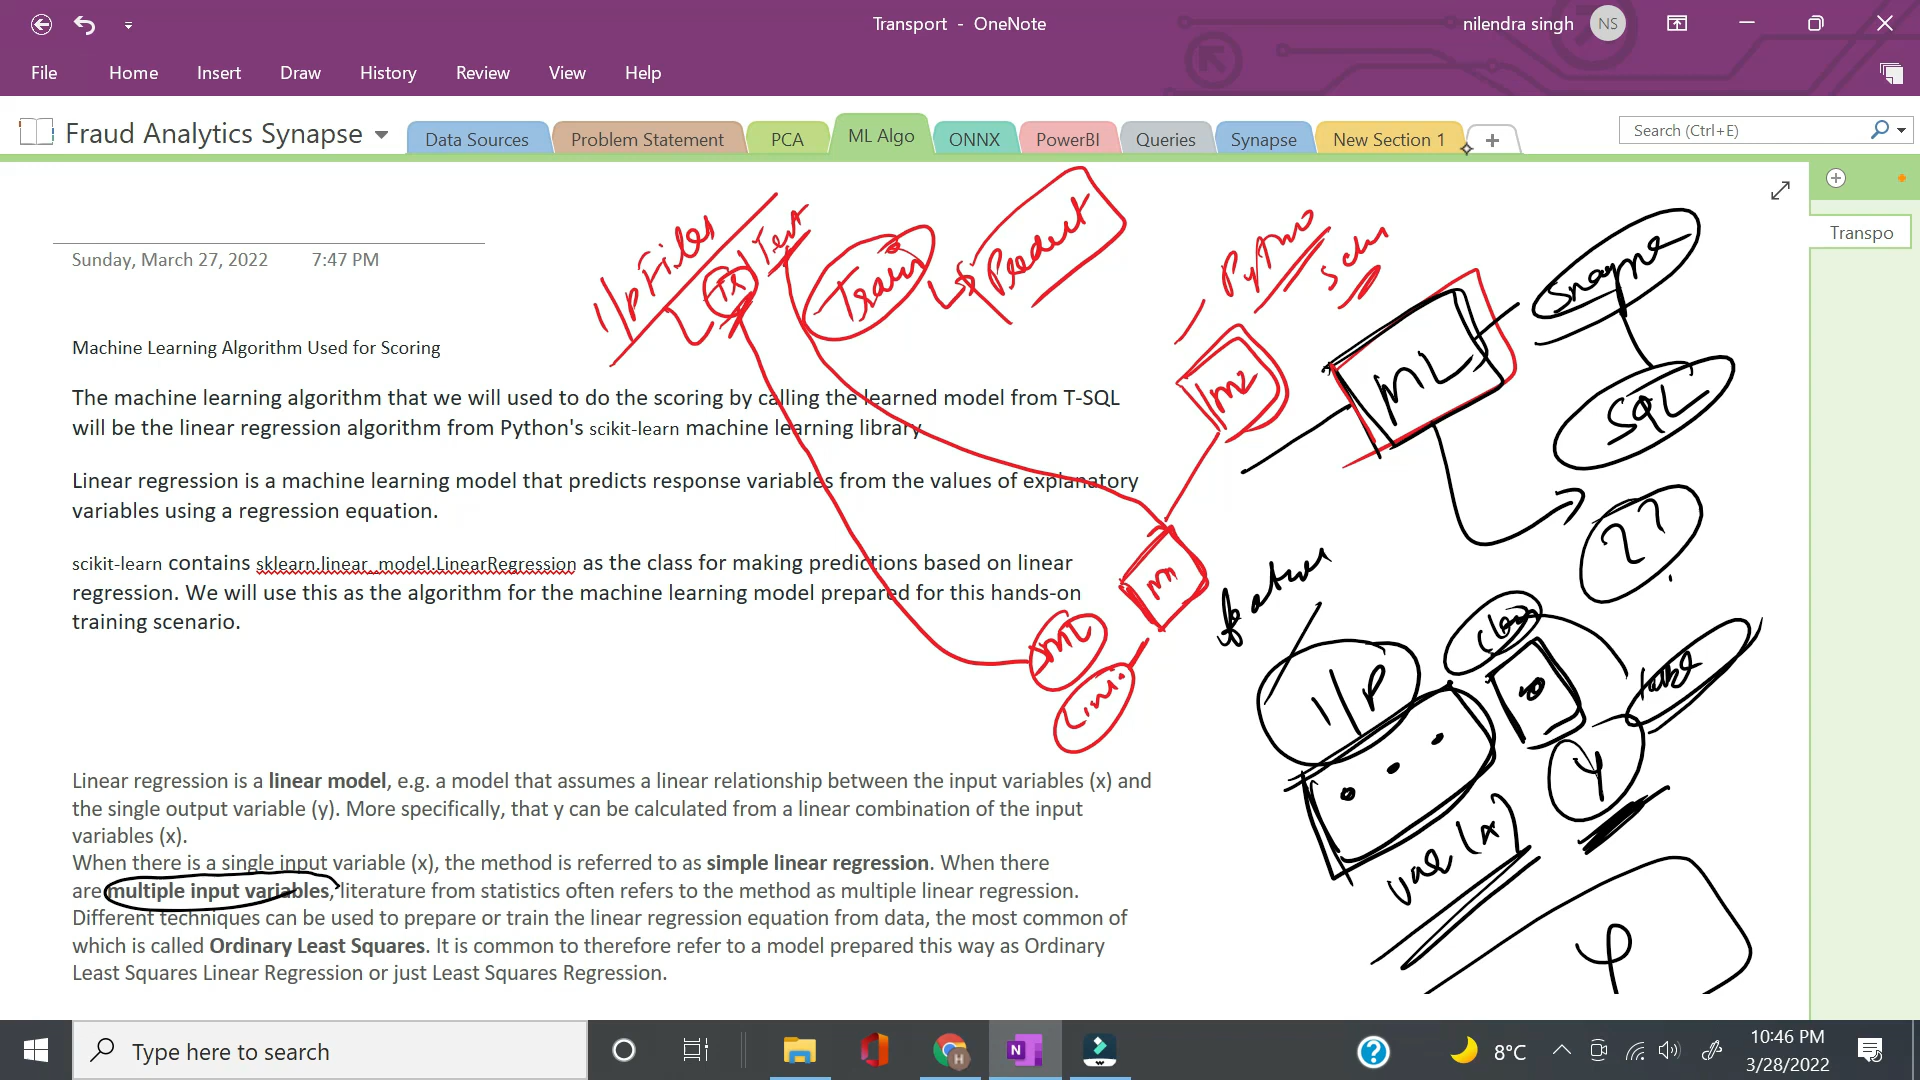 Transport - OneNote
nilendra singh
NS
File
Home
Insert
Draw
History
Review
View
Help
Fraud Analytics Synapse
Data Sources
Problem Statement
PCA
ML Algo
ONNX
PowerBI
Queries
Synapse
New Section 1
Search (Ctrl+E)
Transpo
Sunday, March 27, 2022 7:47 PM
I/p Files
Test
Train
Predict
Python
ML
SQL
Machine Learning Algorithm Used for Scoring
The machine learning algorithm that we will used to do the scoring by calling the learned model from T-SQL
will be the linear regression algorithm from Python's scikit-learn machine learning library.
Linear regression is a machine learning model that predicts response variables from the values of explanatory
variables using a regression equation.
scikit-learn contains sklearn.linear_model.LinearRegression as the class for making predictions based on linear
regression. We will use this as the algorithm for the machine learning model prepared for this hands-on
training scenario.
feature
I/P
Y
var (x)
Linear regression is a linear model, e.g. a model that assumes a linear relationship between the input variables (x) and
the single output variable (y). More specifically, that y can be calculated from a linear combination of the input
variables (x).
When there is a single input variable (x), the method is referred to as simple linear regression. When there
are multiple input variables, literature from statistics often refers to the method as multiple linear regression.
Different techniques can be used to prepare or train the linear regression equation from data, the most common of
which is called Ordinary Least Squares. It is common to therefore refer to a model prepared this way as Ordinary
Least Squares Linear Regression or just Least Squares Regression.
Type here to search
8°C
10:46 PM
3/28/2022